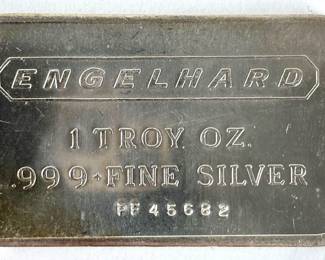 ENGELHARD
1 TROY OZ.
.999+FINE SILVER
PF45682